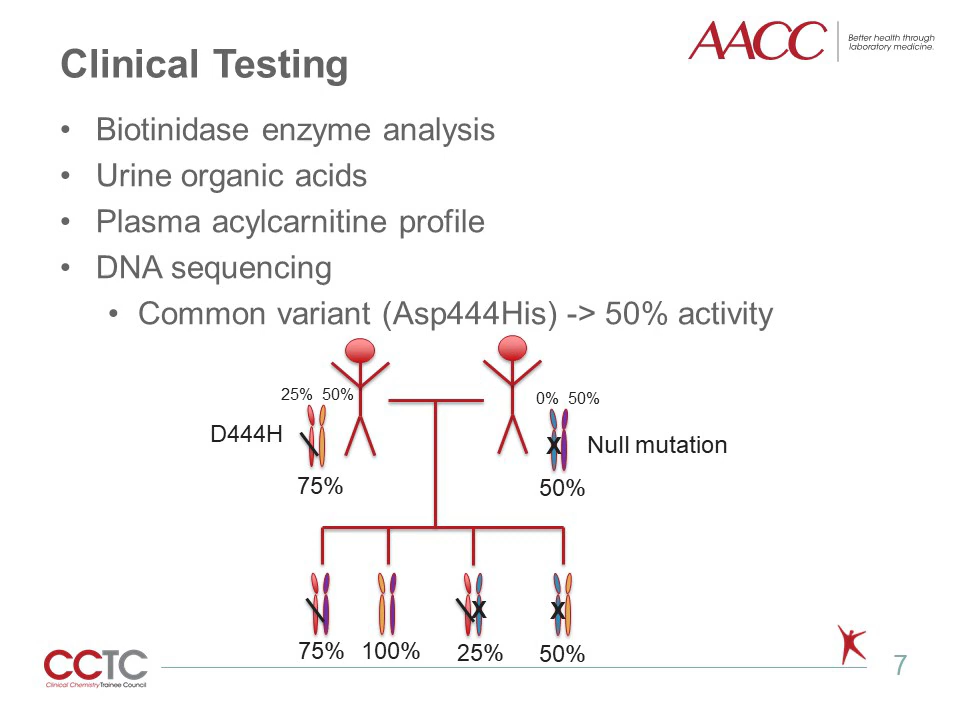 Clinical Testing
AACC
Better health through
laboratory medicine.
• Biotinidase enzyme analysis
• Urine organic acids
• Plasma acylcarnitine profile
• DNA sequencing
• Common variant (Asp444His) -> 50% activity
25% 50%
0% 50%
D444H
X
Null mutation
75%
50%
X
X
75%
100%
25%
50%
CCTC
Clinical Chemistry Trainee Council
7